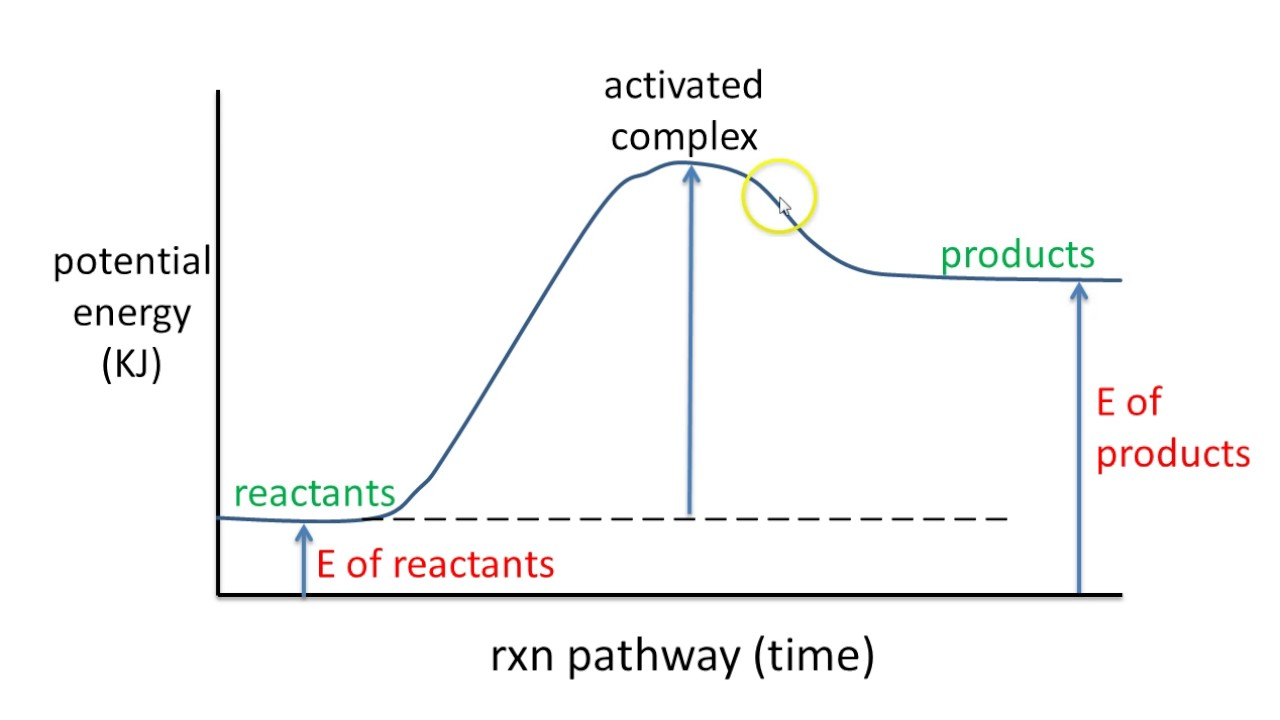 activated
complex
potential
energy
(KJ)
products
E of
products
reactants
E of reactants
rxn pathway (time)